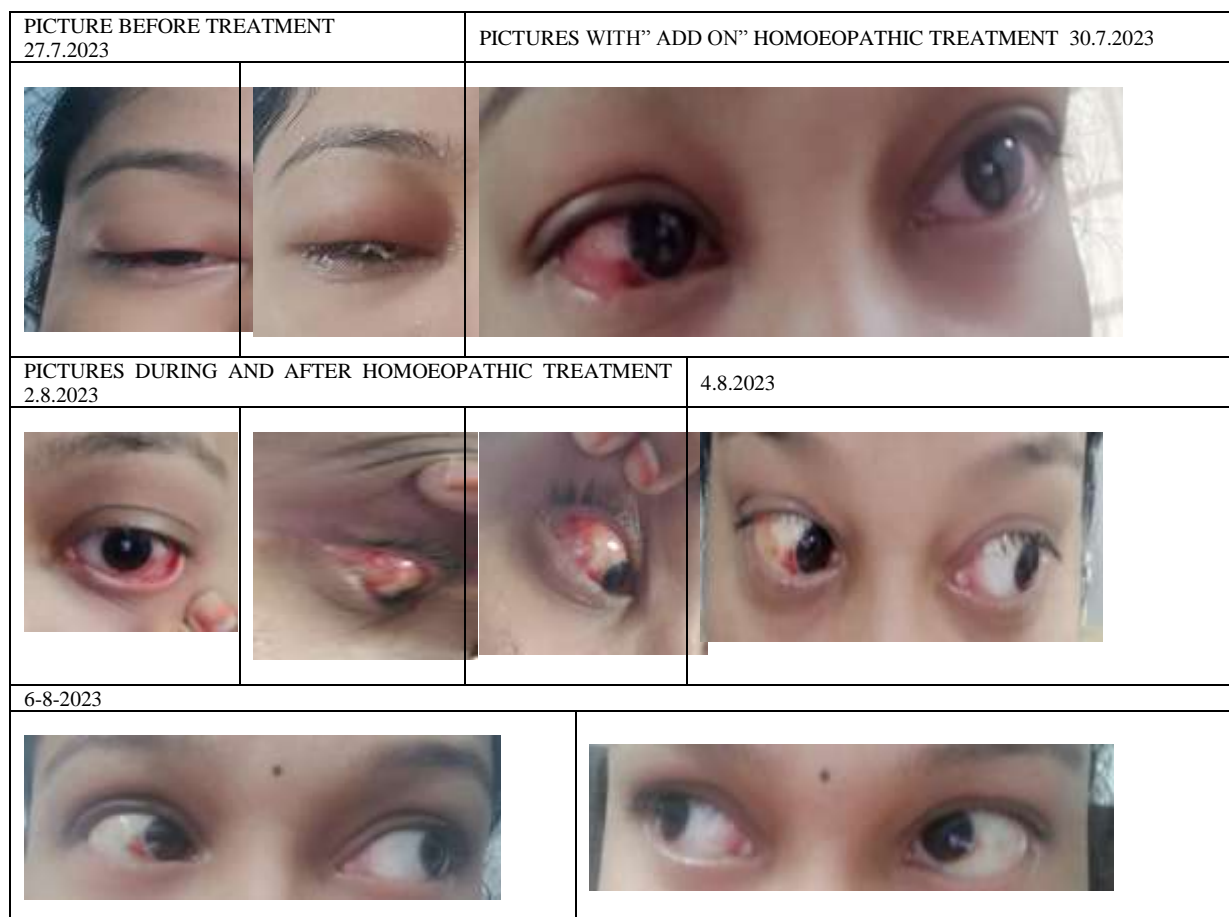 PICTURE BEFORE TREATMENT
27.7.2023
PICTURES WITH” ADD ON” HOMOEOPATHIC TREATMENT 30.7.2023
PICTURES DURING AND AFTER HOMOEOPATHIC TREATMENT
2.8.2023
4.8.2023
6-8-2023